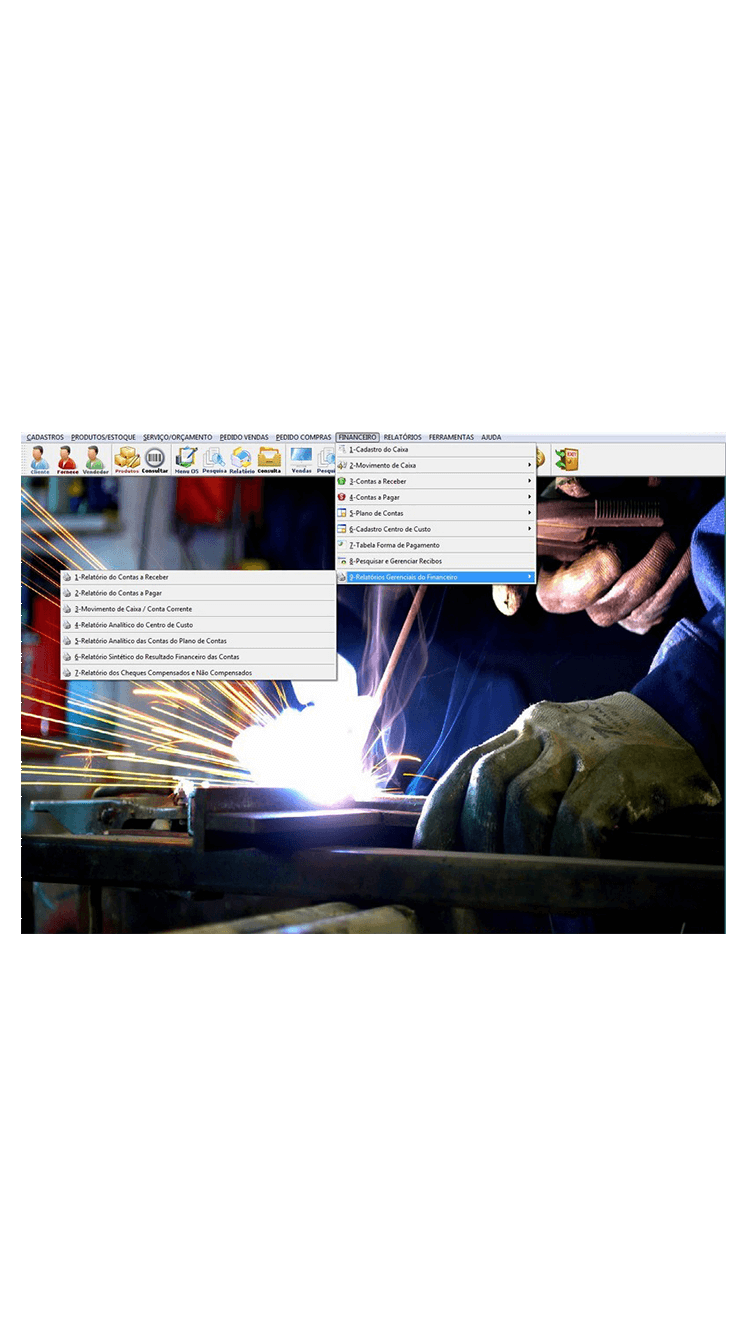 CADASTROS PRODUTOS/ESTOQUE SERVIÇO/ORÇAMENTO PEDIDO VENDAS PEDIDO COMPRAS FINANCEIRO RELATÓRIOS FERRAMENTAS AJUDA
Cliente Fornece Vendedor Produtos Consultar Menu OS Pesquisa Relatório Consulta Vendas Pesqu
EXIT
1-Cadastro do Caixa
2-Movimento de Caixa
3-Contas a Receber
4-Contas a Pagar
5-Plano de Contas
6-Cadastro Centro de Custo
7-Tabela Forma de Pagamento
8-Pesquisar e Gerenciar Recibos
9-Relatórios Gerenciais do Financeiro
1-Relatório do Contas a Receber
2-Relatório do Contas a Pagar
3-Movimento de Caixa / Conta Corrente
4-Relatório Analítico do Centro de Custo
5-Relatório Analítico das Contas do Plano de Contas
6-Relatório Sintético do Resultado Financeiro das Contas
7-Relatório dos Cheques Compensados e Não Compensados